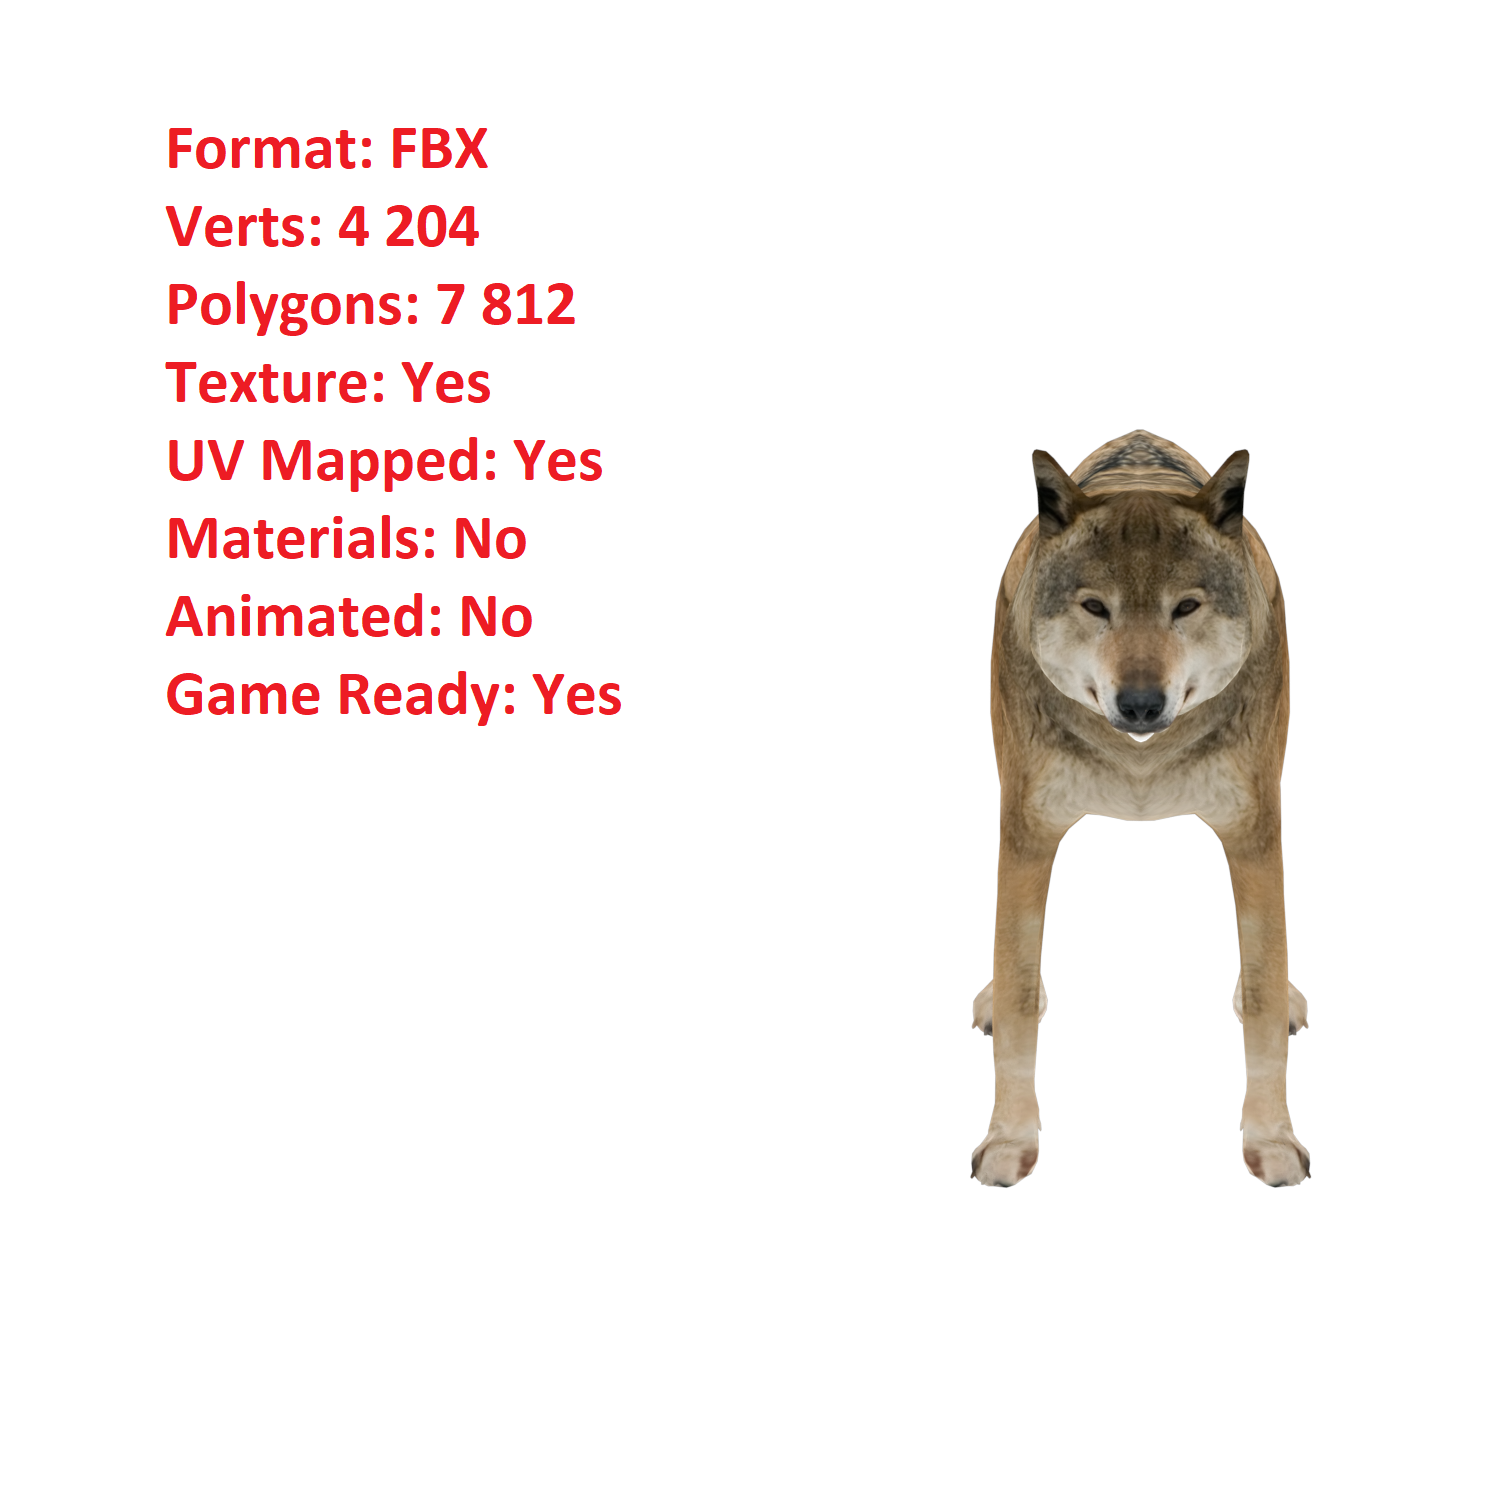 Format: FBX
Verts: 4 204
Polygons: 7 812
Texture: Yes
UV Mapped: Yes
Materials: No
Animated: No
Game Ready: Yes